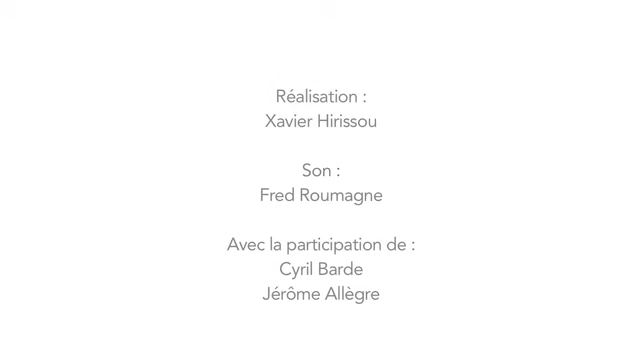 Réalisation :
Xavier Hirissou
Son :
Fred Roumagne
Avec la participation de :
Cyril Barde
Jérôme Allègre